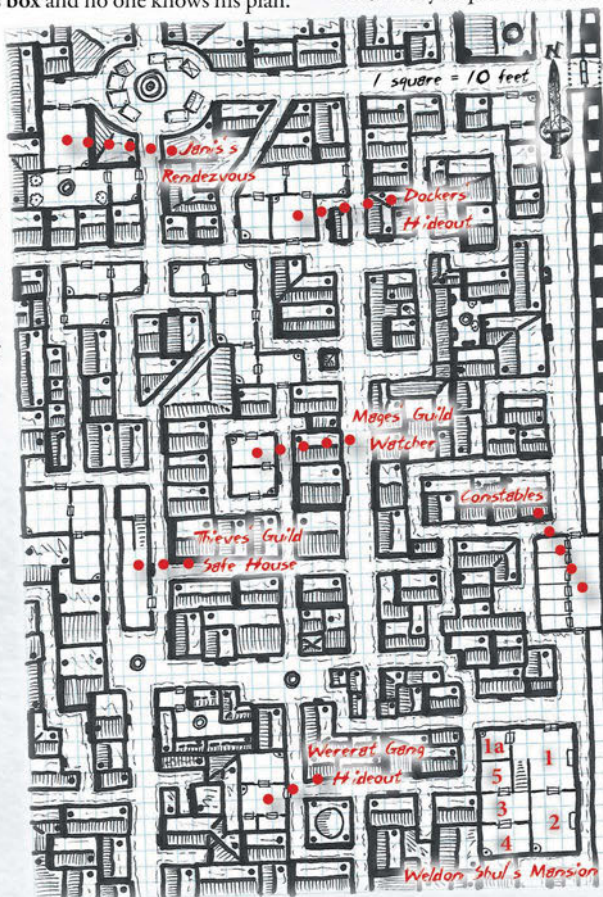 box and no one knows his plan.
N
1 square = 10 feet
Janis's
Rendezvous
Dockers'
Hideout
Mages' Guild
Watcher
Constables
Thieves' Guild
Safe House
Wererat Gang
Hideout
1a
1
5
3
2
4
Weldon Shul's Mansion